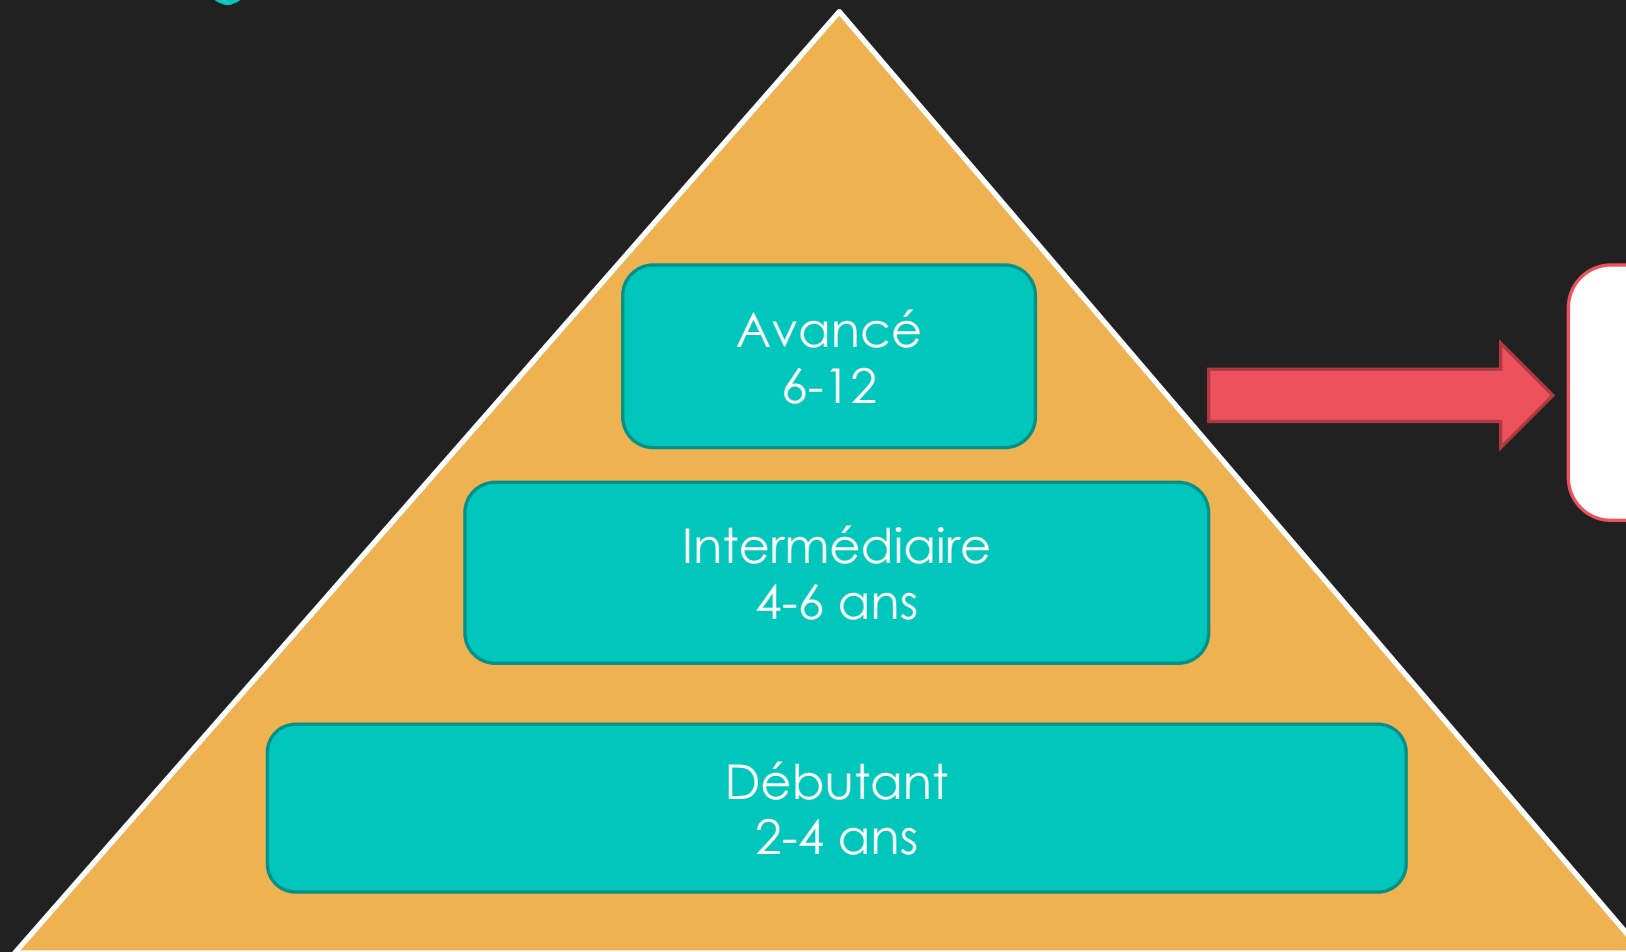 Avancé
6-12
Intermédiaire
4-6 ans
Débutant
2-4 ans